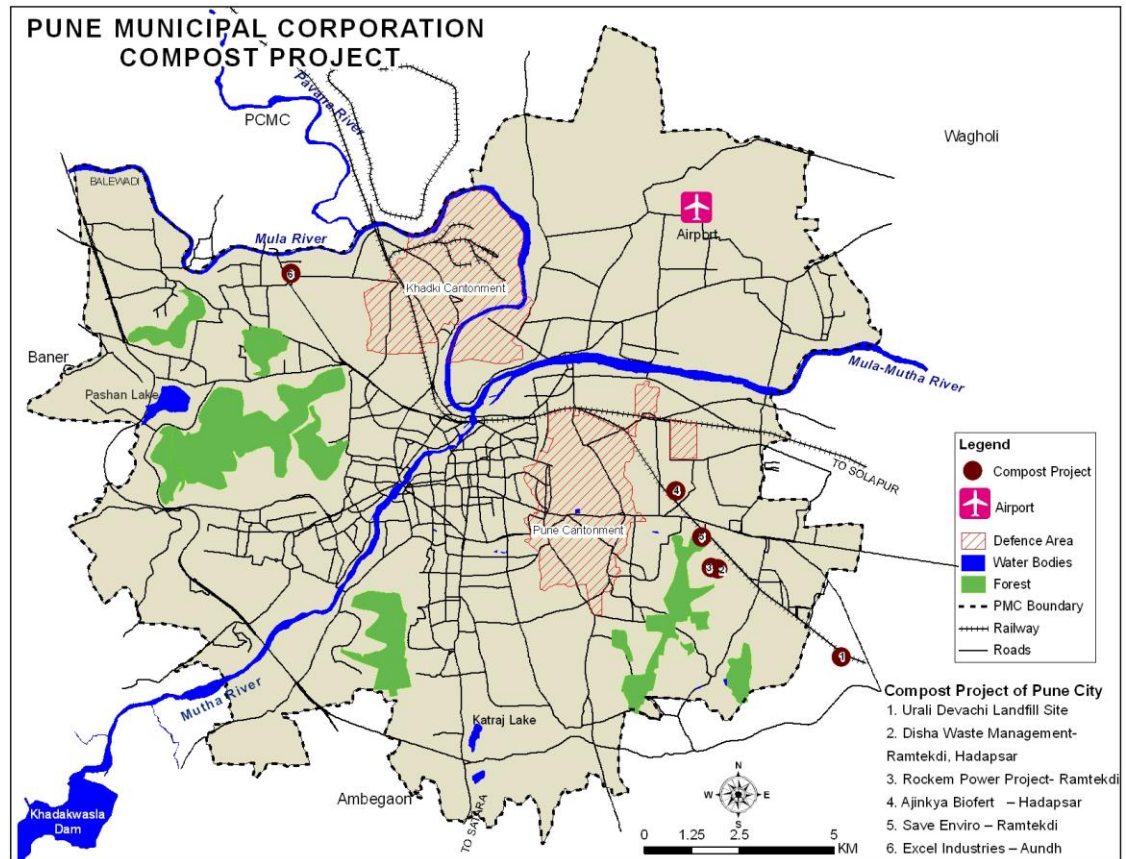 PUNE MUNICIPAL CORPORATION
COMPOST PROJECT
Pavana River
PCMC
Wagholi
BALEWADI
Airport
Mula River
6
Khadki Cantonment
Baner
Mula-Mutha River
Pashan Lake
TO SOLAPUR
4
Pune Cantonment
5
3
2
1
Mutha River
Katraj Lake
Ambegaon
TO SATARA
Khadakwasla
Dam
N
W
E
S
0 1.25 2.5 5
KM
Legend
Compost Project
Airport
Defence Area
Water Bodies
Forest
PMC Boundary
Railway
Roads
Compost Project of Pune City
1. Urali Devachi Landfill Site
2. Disha Waste Management-
Ramtekdi, Hadapsar
3. Rockem Power Project- Ramtekdi
4. Ajinkya Biofert – Hadapsar
5. Save Enviro – Ramtekdi
6. Excel Industries – Aundh